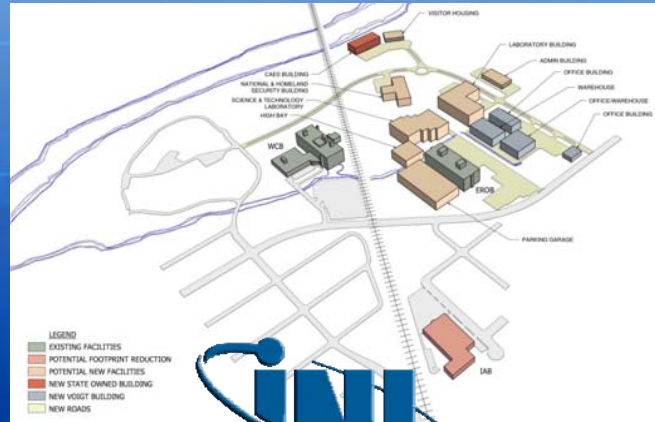 VISITOR HOUSING
LABORATORY BUILDING
ADMIN BUILDING
CAES BUILDING
OFFICE BUILDING
NATIONAL & HOMELAND
SECURITY BUILDING
WAREHOUSE
SCIENCE & TECHNOLOGY
LABORATORY
OFFICE/WAREHOUSE
HIGH BAY
OFFICE BUILDING
WCB
EROB
PARKING GARAGE
IAB
LEGEND
EXISTING FACILITIES
POTENTIAL FOOTPRINT REDUCTION
POTENTIAL NEW FACILITIES
NEW STATE OWNED BUILDING
NEW VOIGT BUILDING
NEW ROADS
INL